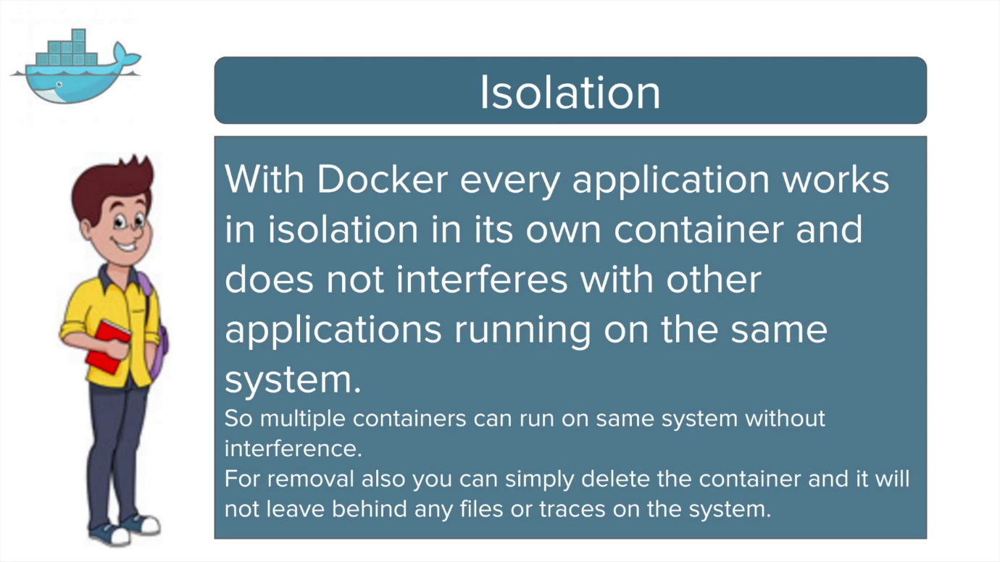 Isolation
With Docker every application works
in isolation in its own container and
does not interferes with other
applications running on the same
system.
So multiple containers can run on same system without
interference.
For removal also you can simply delete the container and it will
not leave behind any files or traces on the system.